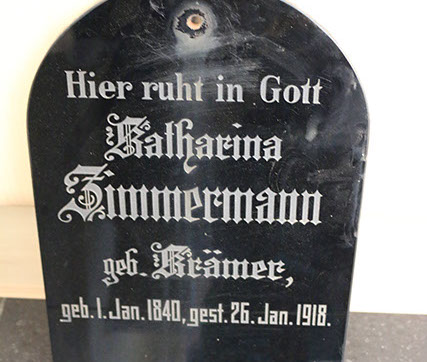 Hier ruht in Gott
Katharina
Zimmermann
geb. Krämer,
geb. 1. Jan. 1840, gest. 26. Jan. 1918.